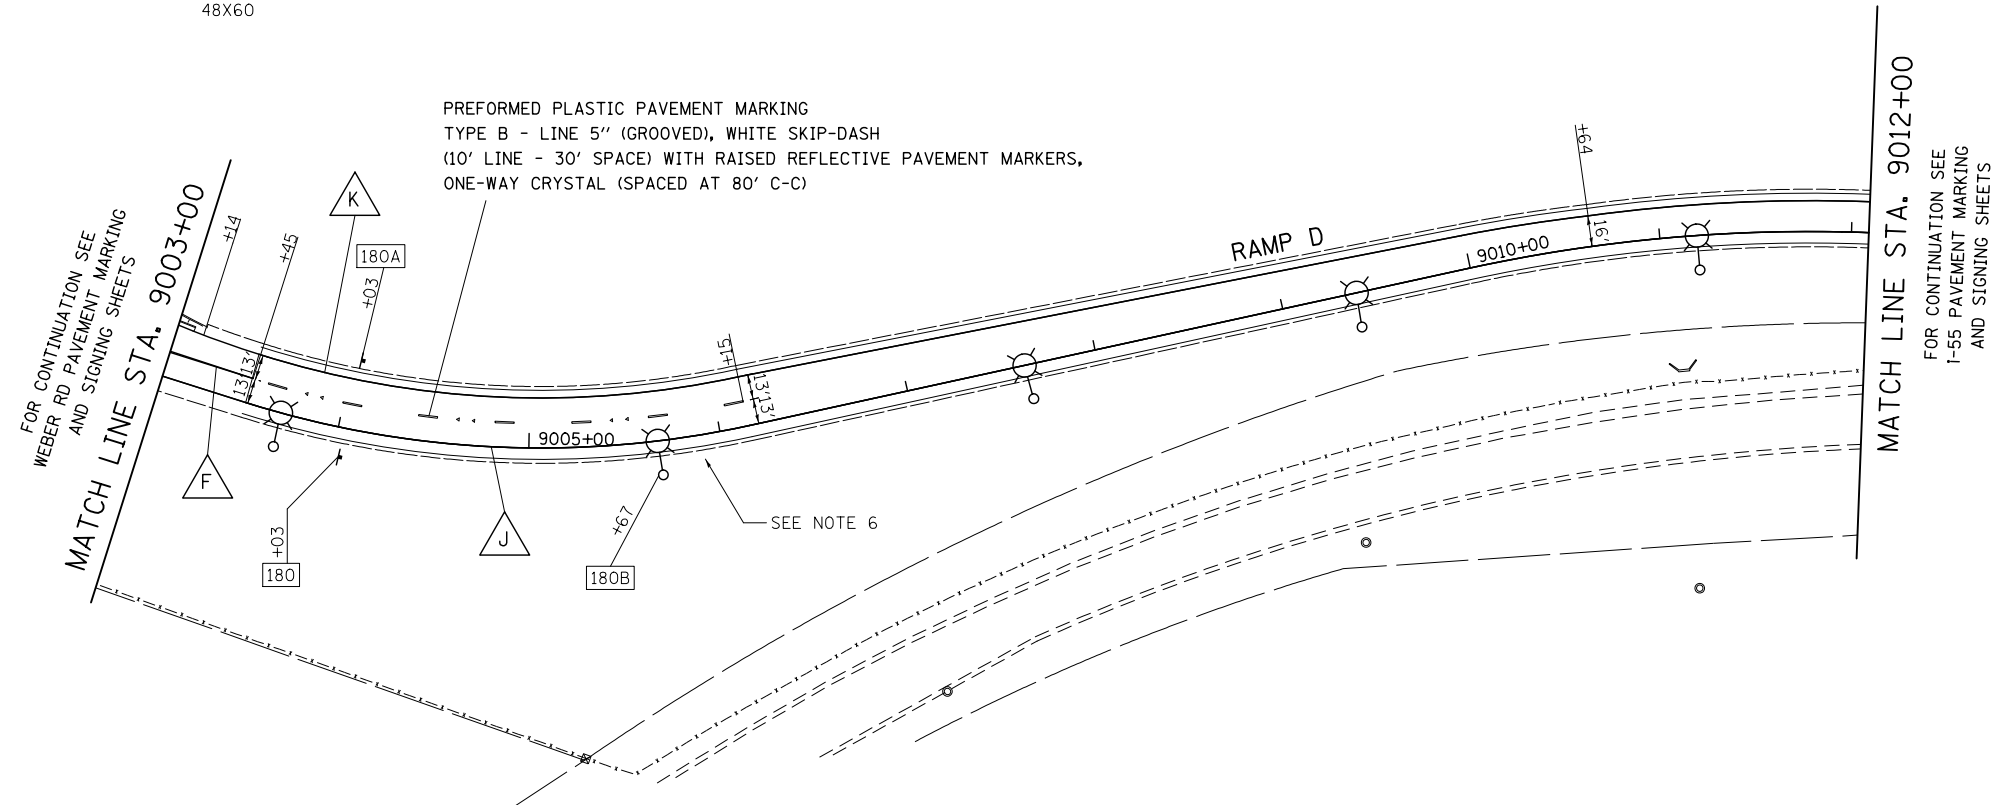 48X60
PREFORMED PLASTIC PAVEMENT MARKING
TYPE B - LINE 5'' (GROOVED), WHITE SKIP-DASH
(10' LINE - 30' SPACE) WITH RAISED REFLECTIVE PAVEMENT MARKERS,
ONE-WAY CRYSTAL (SPACED AT 80' C-C)
FOR CONTINUATION SEE
WEBER RD PAVEMENT MARKING
AND SIGNING SHEETS
MATCH LINE STA. 9003+00
+14
+45
K
180A
+03
13'
13'
F
+03
180
J
9005+00
+67
180B
+51
13'
13'
SEE NOTE 6
RAMP D
9010+00
+64
16'
MATCH LINE STA. 9012+00
FOR CONTINUATION SEE
I-55 PAVEMENT MARKING
AND SIGNING SHEETS